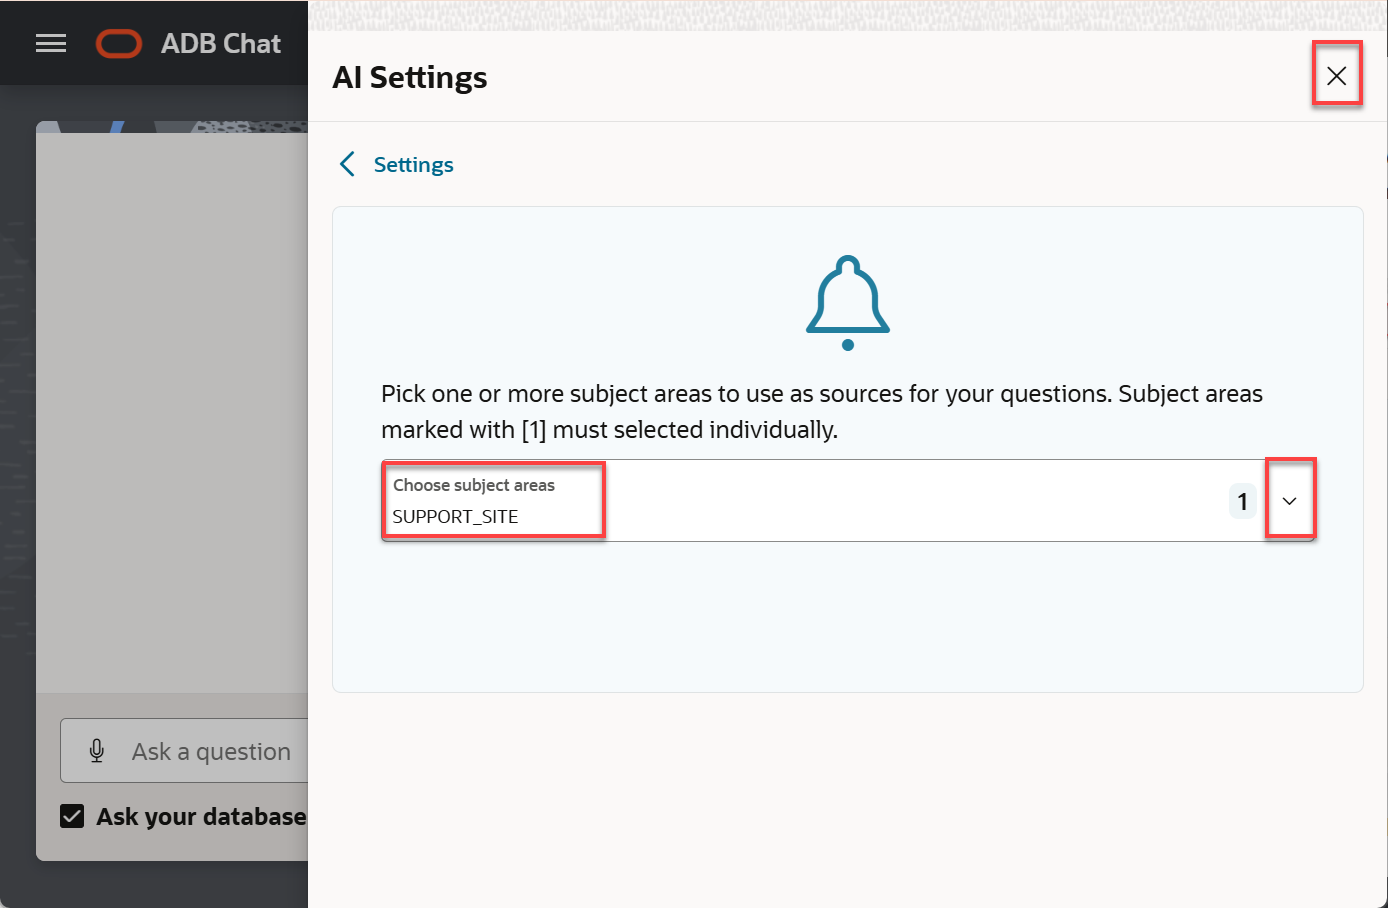 ADB Chat
AI Settings
Settings
Pick one or more subject areas to use as sources for your questions. Subject areas
marked with [1] must selected individually.
Choose subject areas
SUPPORT_SITE
1
Ask a question
Ask your database